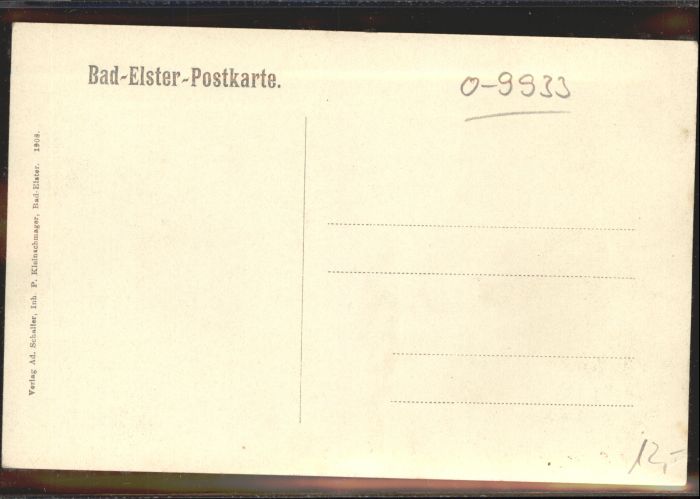 Bad-Elster-Postkarte.
0-9933
Verlag Ad. Schaller, Inh. P. Kleinschmager, Bad-Elster. 1908.
12,-